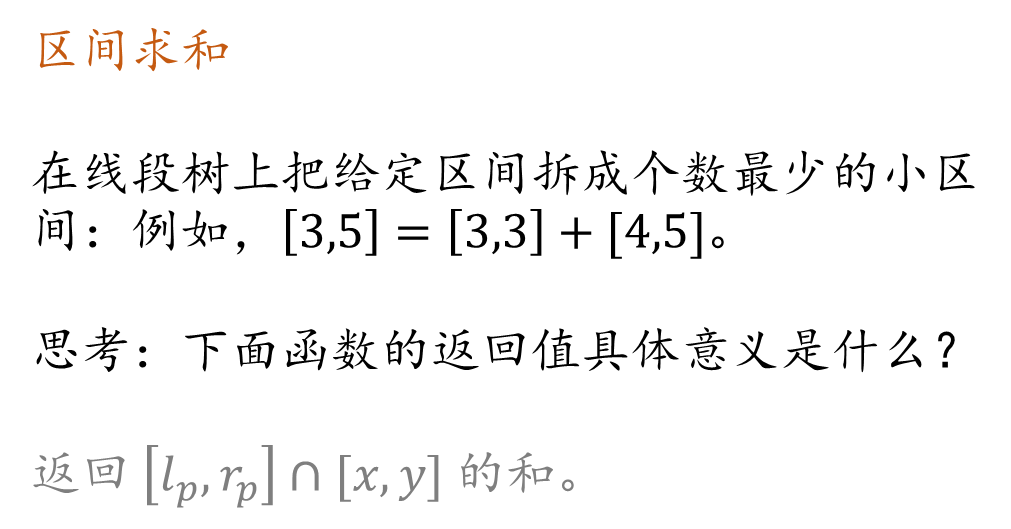 区间求和
在线段树上把给定区间拆成个数最少的小区
间：例如，[3,5] = [3,3] + [4,5]。
思考：下面函数的返回值具体意义是什么？
返回 [lₚ, rₚ] ∩ [x, y] 的和。